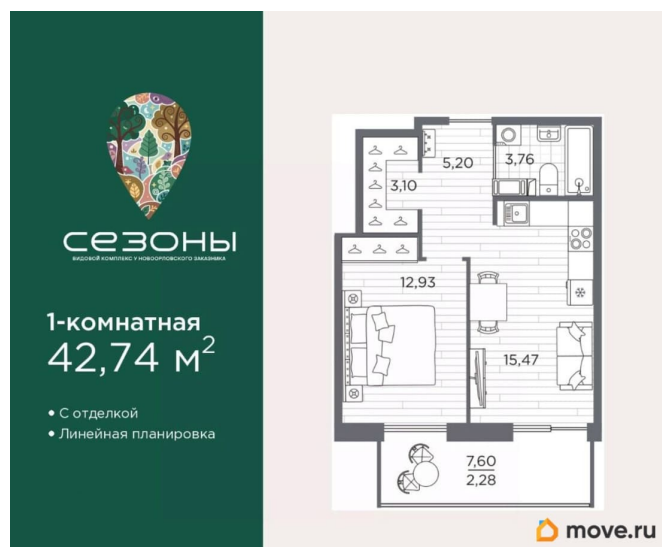 СЕЗОНЫ
ВИДОВОЙ КОМПЛЕКС У НОВООРЛОВСКОГО ЗАКАЗНИКА
1-комнатная
42,74 м²
• С отделкой
• Линейная планировка
5,20
3,76
3,10
12,93
15,47
7,60
2,28
move.ru